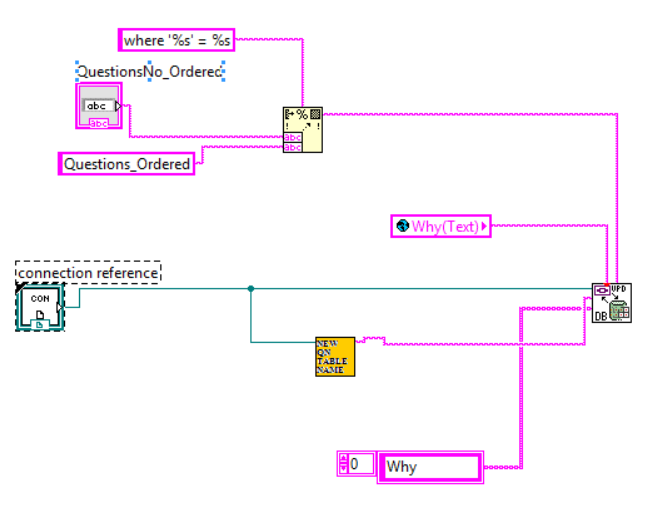 where '%s' = %s
QuestionsNo_Ordered
abc
abc
%
abc
abc
Questions_Ordered
Why(Text)
connection reference
CON
UPD
DB
NEW
QN
TABLE
NAME
0
Why